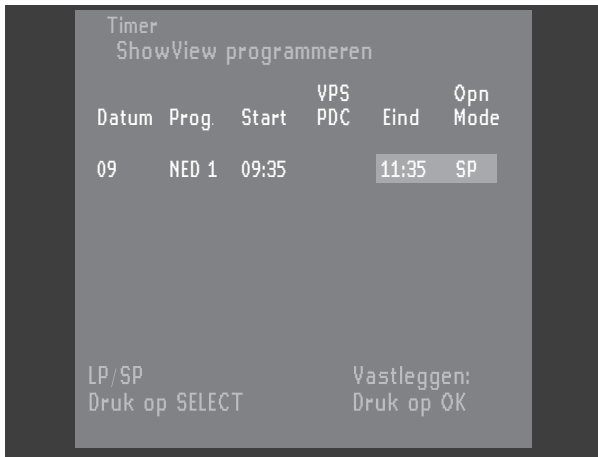 Timer
ShowView programmeren
VPS Opn
Datum Prog. Start PDC Eind Mode
09 NED 1 09:35 11:35 SP
LP/SP Vastleggen:
Druk op SELECT Druk op OK